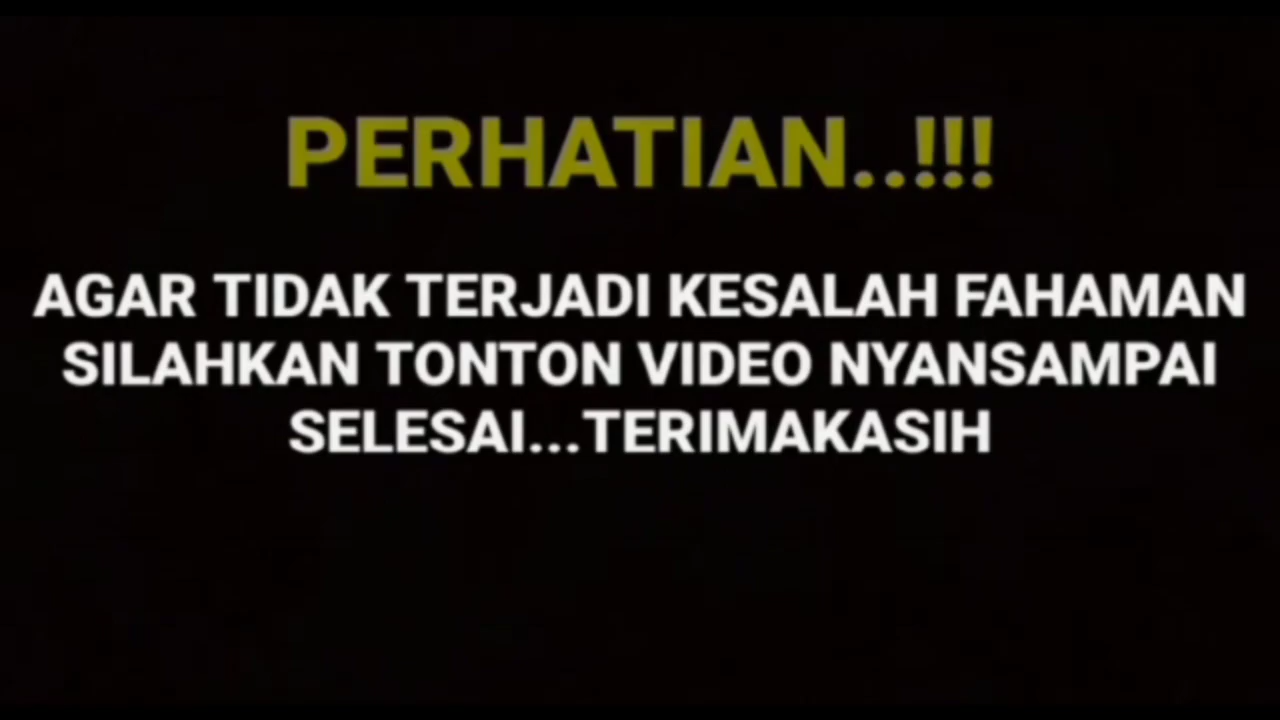 PERHATIAN..!!!
AGAR TIDAK TERJADI KESALAH FAHAMAN
SILAHKAN TONTON VIDEO NYANSAMPAI
SELESAI...TERIMAKASIH